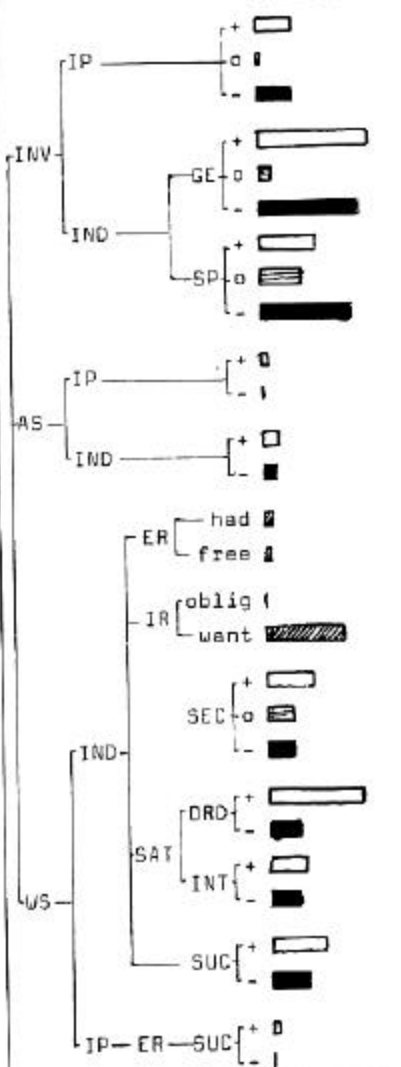 +
IP o
-
+
INV GE o
-
IND +
SP o
-
+
IP -
AS
+
IND -
had
ER free
oblig
IR want
+
SEC o
-
IND
+
ORD -
SAT +
INT -
WS
+
SUC -
+
IP ER SUC -